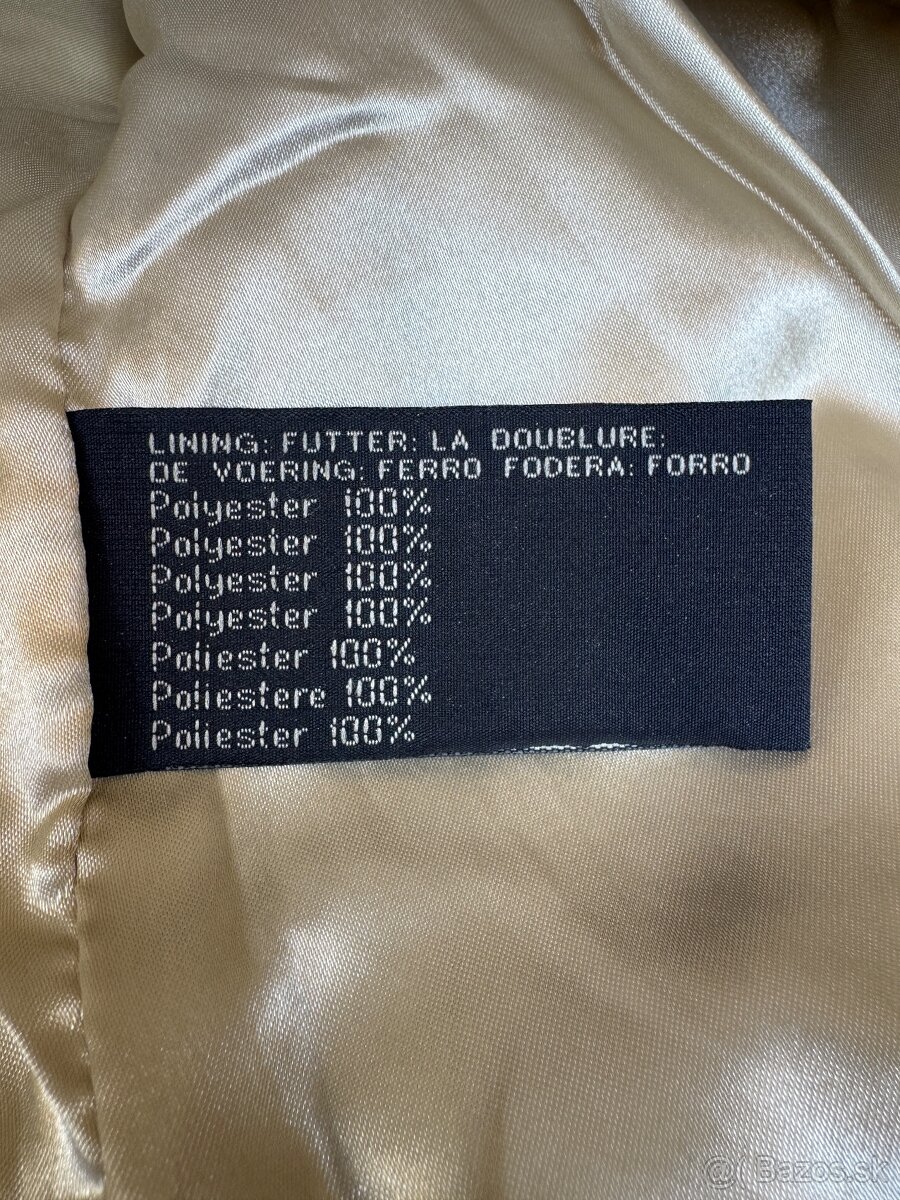 LINING: FUTTER: LA DOUBLURE:
DE VOERING: FERRO FODERA: FORRO
Polyester 100%
Polyester 100%
Polyester 100%
Polyester 100%
Poliester 100%
Poliestere 100%
Poliester 100%
© Bazos.sk